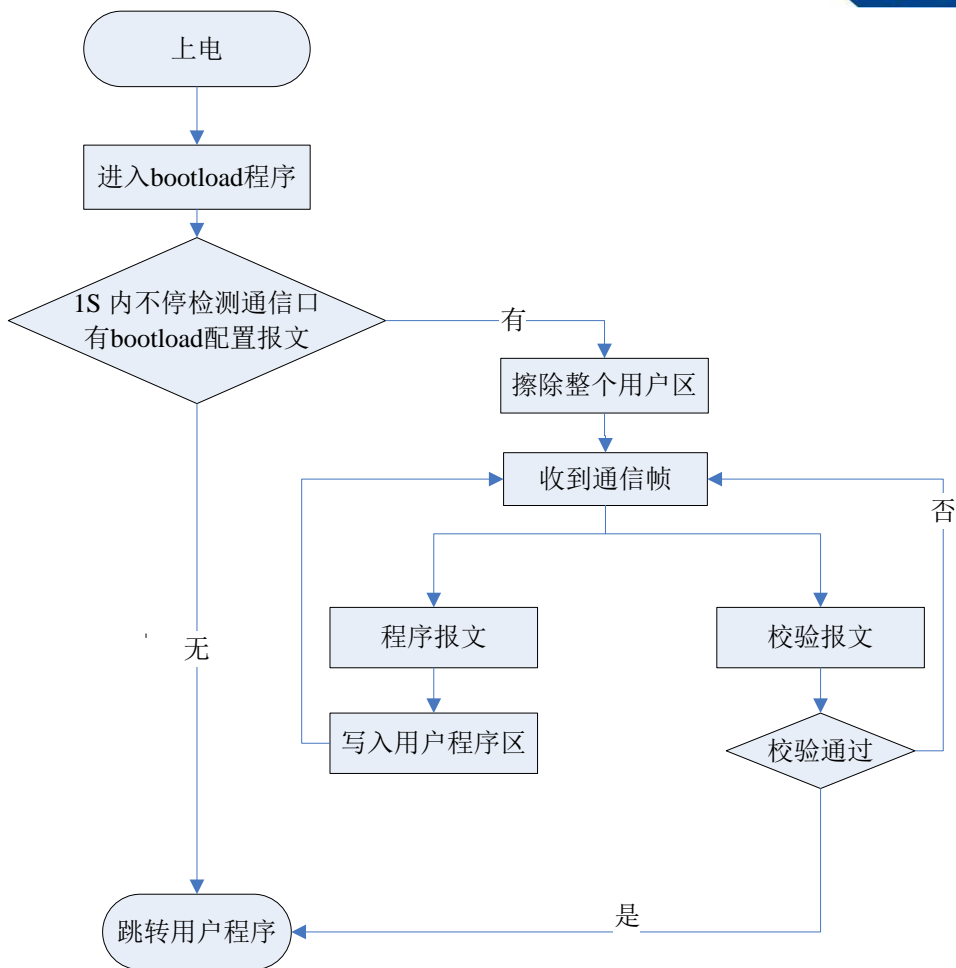 上电
进入bootload程序
1S 内不停检测通信口
有bootload配置报文
有
擦除整个用户区
收到通信帧
否
程序报文
校验报文
无
写入用户程序区
校验通过
是
跳转用户程序